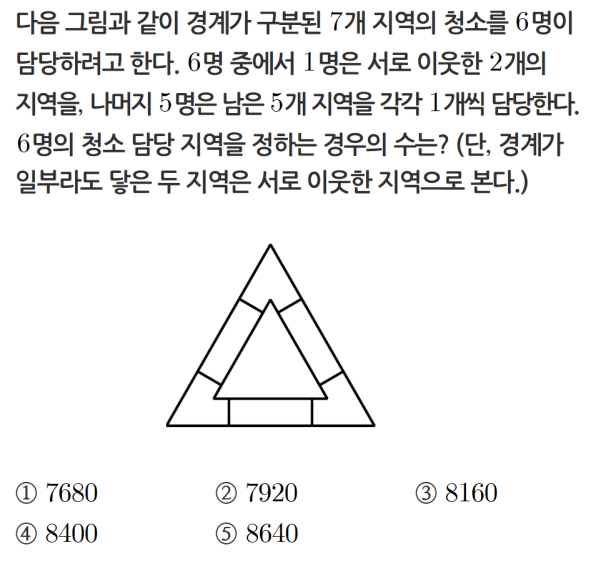 다음 그림과 같이 경계가 구분된 7개 지역의 청소를 6명이
담당하려고 한다. 6명 중에서 1명은 서로 이웃한 2개의
지역을, 나머지 5명은 남은 5개 지역을 각각 1개씩 담당한다.
6명의 청소 담당 지역을 정하는 경우의 수는? (단, 경계가
일부라도 닿은 두 지역은 서로 이웃한 지역으로 본다.)
① 7680 ② 7920 ③ 8160
④ 8400 ⑤ 8640